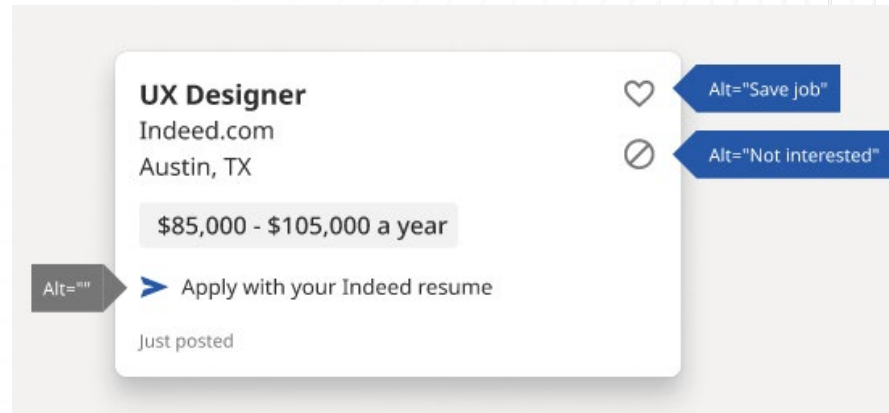 UX Designer
Alt="Save job"
Indeed.com
Austin, TX
Alt="Not interested"
$85,000 - $105,000 a year
Alt=""
Apply with your Indeed resume
Just posted